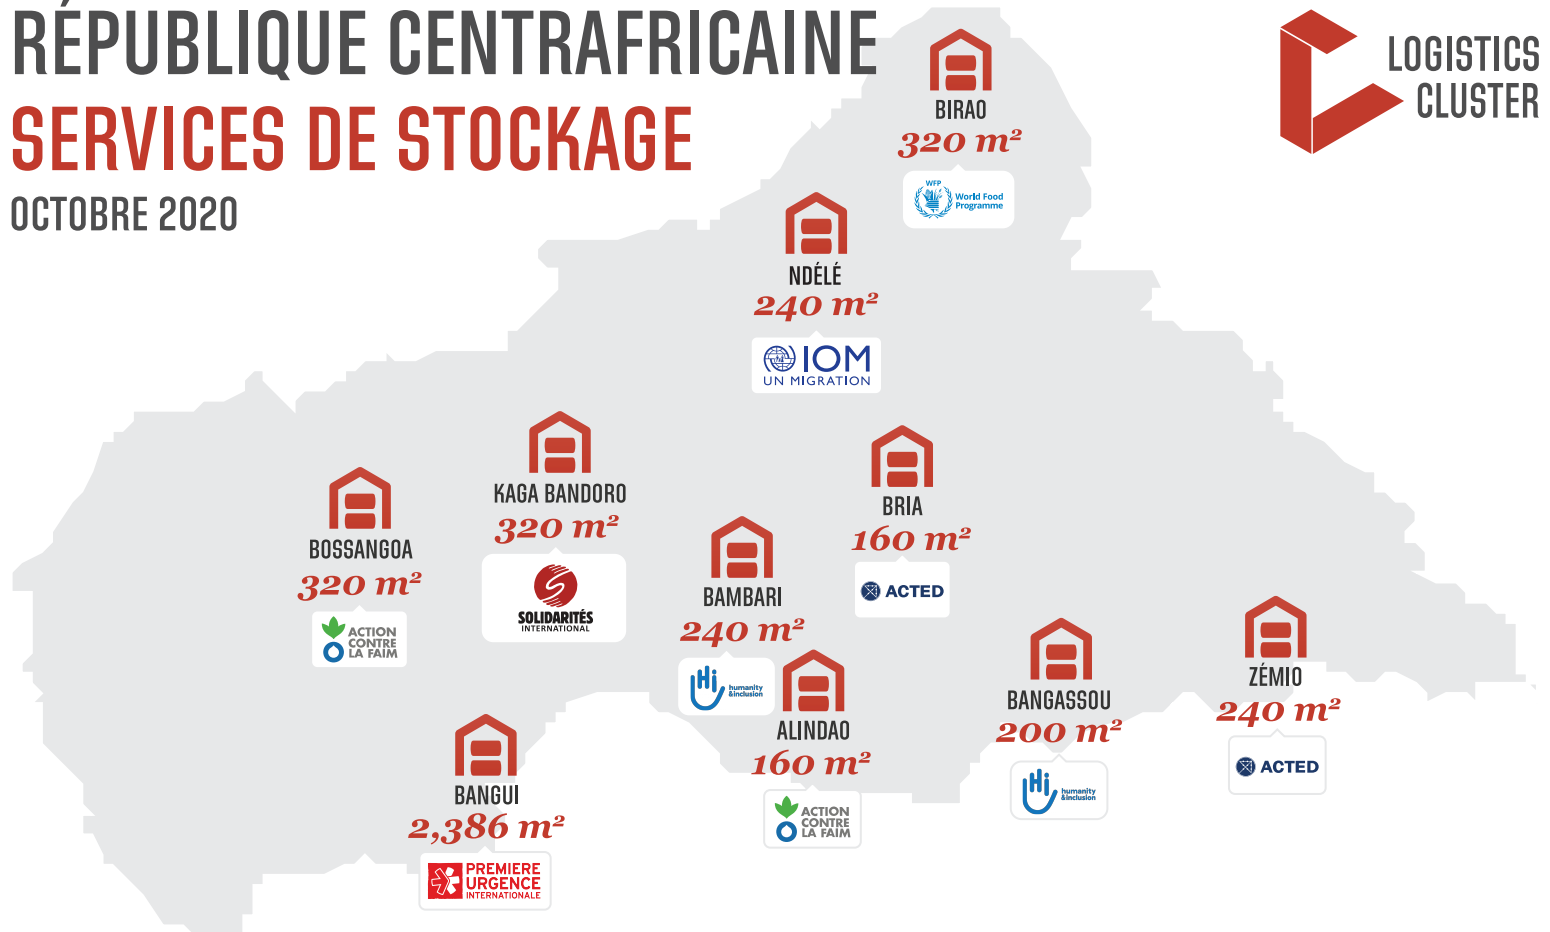 RÉPUBLIQUE CENTRAFRICAINE
SERVICES DE STOCKAGE
OCTOBRE 2020
LOGISTICS
CLUSTER
BIRAO
320 m²
WFP
World Food
Programme
NDÉLÉ
240 m²
IOM
UN MIGRATION
KAGA BANDORO
320 m²
SOLIDARITÉS
INTERNATIONAL
BOSSANGOA
320 m²
ACTION
CONTRE
LA FAIM
BRIA
160 m²
ACTED
BAMBARI
240 m²
Hi
humanity
&inclusion
ALINDAO
160 m²
ACTION
CONTRE
LA FAIM
BANGASSOU
200 m²
Hi
humanity
&inclusion
ZÉMIO
240 m²
ACTED
BANGUI
2,386 m²
PREMIERE
URGENCE
INTERNATIONALE